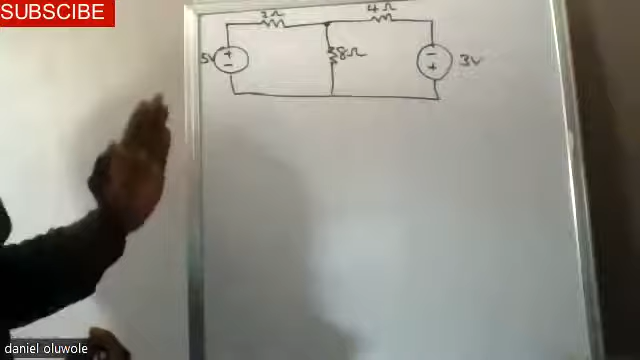 SUBSCIBE
2Ω 4Ω
5V + − 8Ω − + 3V
daniel oluwole